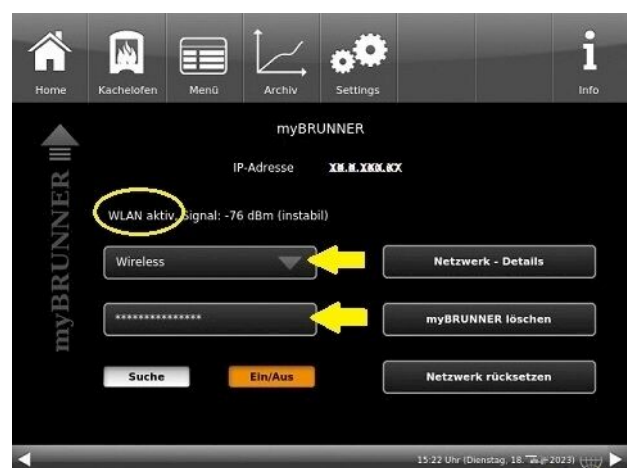 Home Kachelofen Menü Archiv Settings Info
myBRUNNER
myBRUNNER
IP-Adresse
WLAN aktiv, Signal: -76 dBm (instabil)
Wireless Netzwerk - Details
*************** myBRUNNER löschen
Suche Ein/Aus Netzwerk rücksetzen
15:22 Uhr (Dienstag, 18. 2023)